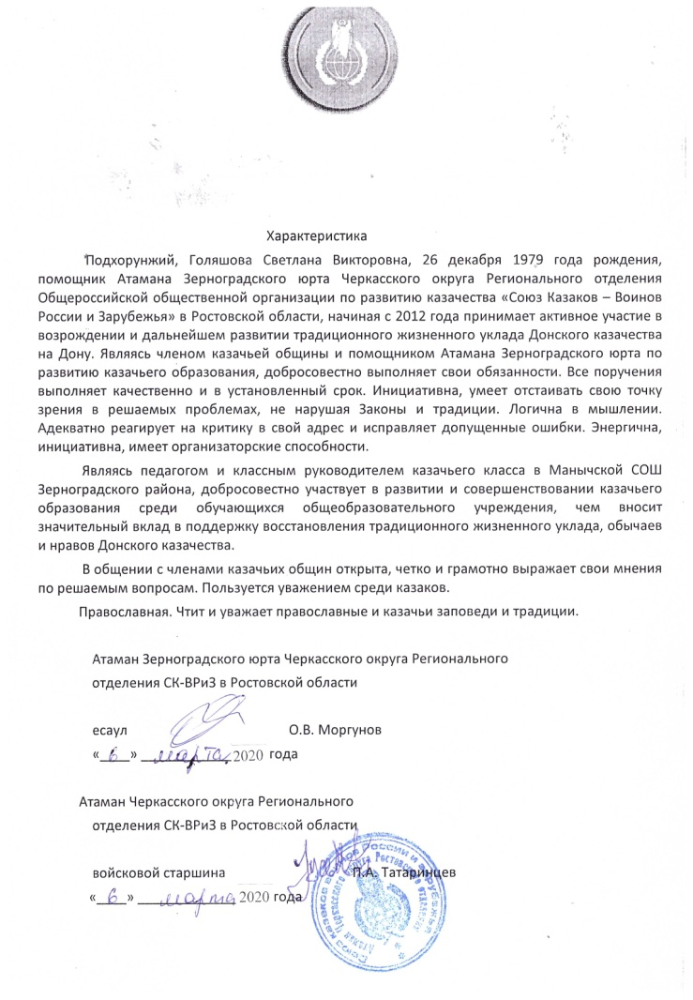 Характеристика
Подхорунжий, Голяшова Светлана Викторовна, 26 декабря 1979 года рождения,
помощник Атамана Зерноградского юрта Черкасского округа Регионального отделения
Общероссийской общественной организации по развитию казачества «Союз Казаков – Воинов
России и Зарубежья» в Ростовской области, начиная с 2012 года принимает активное участие в
возрождении и дальнейшем развитии традиционного жизненного уклада Донского казачества
на Дону. Являясь членом казачьей общины и помощником Атамана Зерноградского юрта по
развитию казачьего образования, добросовестно выполняет свои обязанности. Все поручения
выполняет качественно и в установленный срок. Инициативна, умеет отстаивать свою точку
зрения в решаемых проблемах, не нарушая Законы и традиции. Логична в мышлении.
Адекватно реагирует на критику в свой адрес и исправляет допущенные ошибки. Энергична,
инициативна, имеет организаторские способности.
Являясь педагогом и классным руководителем казачьего класса в Манычской СОШ
Зерноградского района, добросовестно участвует в развитии и совершенствовании казачьего
образования среди обучающихся общеобразовательного учреждения, чем вносит
значительный вклад в поддержку восстановления традиционного жизненного уклада, обычаев
и нравов Донского казачества.
В общении с членами казачьих общин открыта, четко и грамотно выражает свои мнения
по решаемым вопросам. Пользуется уважением среди казаков.
Православная. Чтит и уважает православные и казачьи заповеди и традиции.
Атаман Зерноградского юрта Черкасского округа Регионального
отделения СК-ВРиЗ в Ростовской области
есаул О.В. Моргунов
«6» марта 2020 года
Атаман Черкасского округа Регионального
отделения СК-ВРиЗ в Ростовской области
войсковой старшина П.А. Татаринцев
«6» марта 2020 года